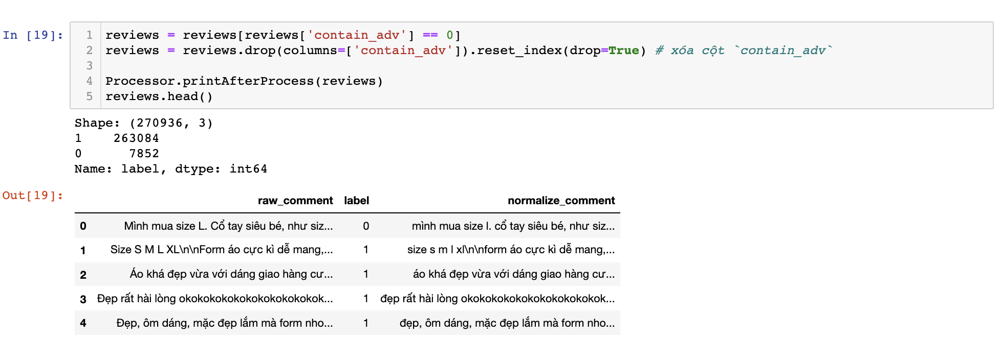 In [19]:
1 reviews = reviews[reviews['contain_adv'] == 0]
2 reviews = reviews.drop(columns=['contain_adv']).reset_index(drop=True) # xóa cột `contain_adv`
3
4 Processor.printAfterProcess(reviews)
5 reviews.head()
Shape: (270936, 3)
1    263084
0      7852
Name: label, dtype: int64
Out[19]:
raw_comment label normalize_comment
0 Mình mua size L. Cổ tay siêu bé, như siz... 0 mình mua size l. cổ tay siêu bé, như siz...
1 Size S M L XL\n\nForm áo cực kì dễ mang,... 1 size s m l xl\n\nform áo cực kì dễ mang,...
2 Áo khá đẹp vừa với dáng giao hàng cư... 1 áo khá đẹp vừa với dáng giao hàng cư...
3 Đẹp rất hài lòng okokokokokokokokokokokok... 1 đẹp rất hài lòng okokokokokokokokokokokok...
4 Đẹp, ôm dáng, mặc đẹp lắm mà form nho... 1 đẹp, ôm dáng, mặc đẹp lắm mà form nho...